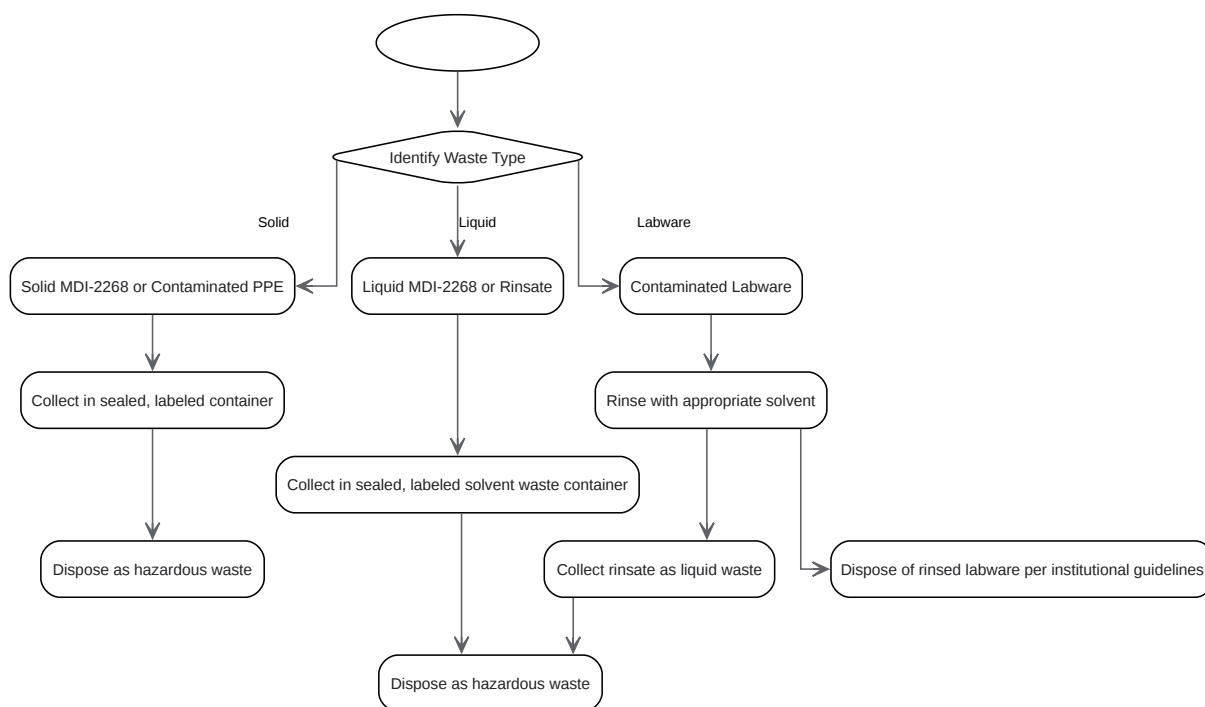 Identify Waste Type
Solid
Liquid
Labware
Solid MDI-2268 or Contaminated PPE
Liquid MDI-2268 or Rinsate
Contaminated Labware
Collect in sealed, labeled container
Rinse with appropriate solvent
Collect in sealed, labeled solvent waste container
Dispose as hazardous waste
Collect rinsate as liquid waste
Dispose of rinsed labware per institutional guidelines
Dispose as hazardous waste